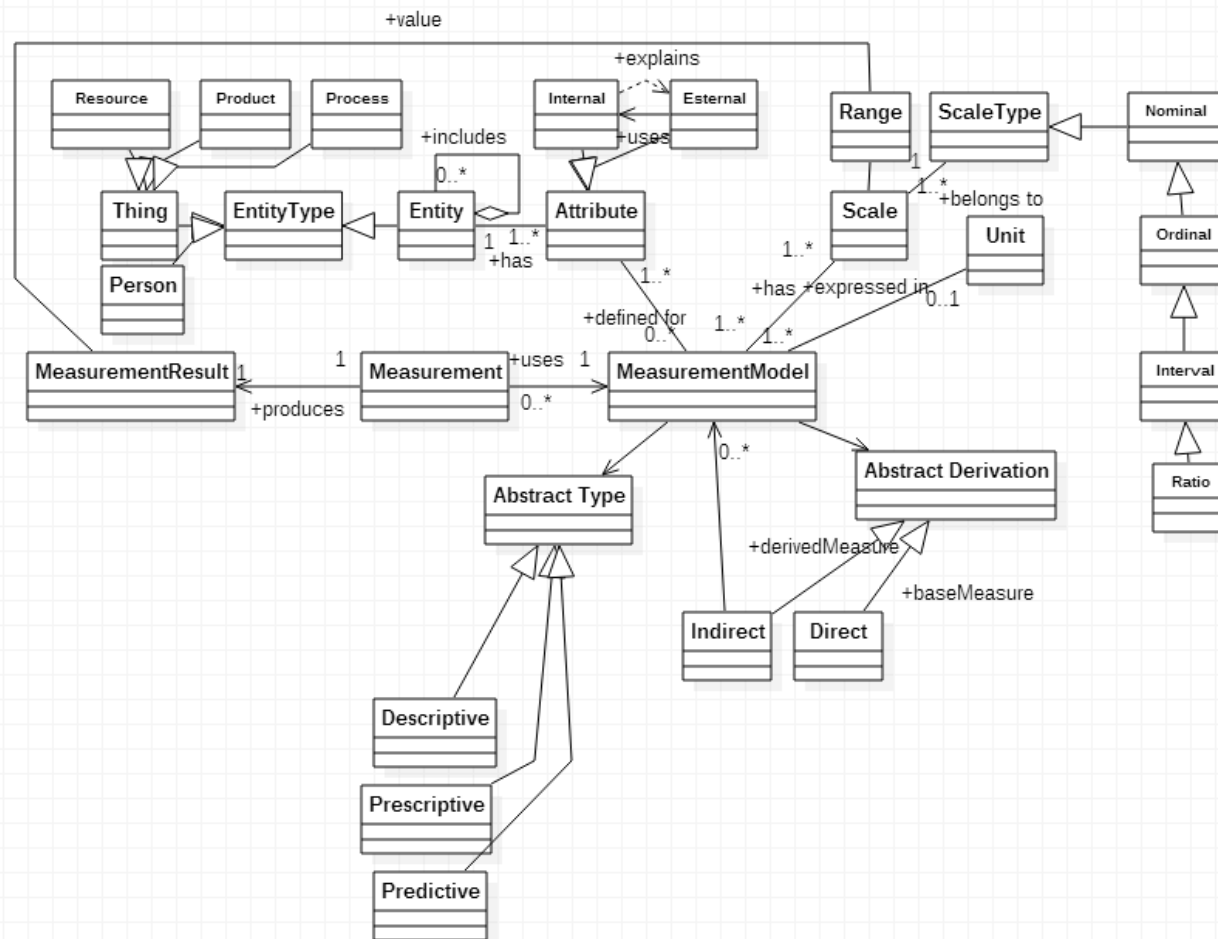 +value
+explains
Resource
Product
Process
Internal
Esternal
Range
ScaleType
Nominal
+includes
+uses
0..*
1
1..*
+belongs to
Thing
EntityType
Entity
Attribute
Scale
Unit
Ordinal
1
1..*
+has
1..*
1..*
Person
+has
+expressed in
0..1
+defined for
0..*
1..*
1..*
MeasurementResult
1
1
Measurement
+uses
1
MeasurementModel
Interval
+produces
0..*
0..*
Abstract Type
Abstract Derivation
Ratio
+derivedMeasure
+baseMeasure
Indirect
Direct
Descriptive
Prescriptive
Predictive